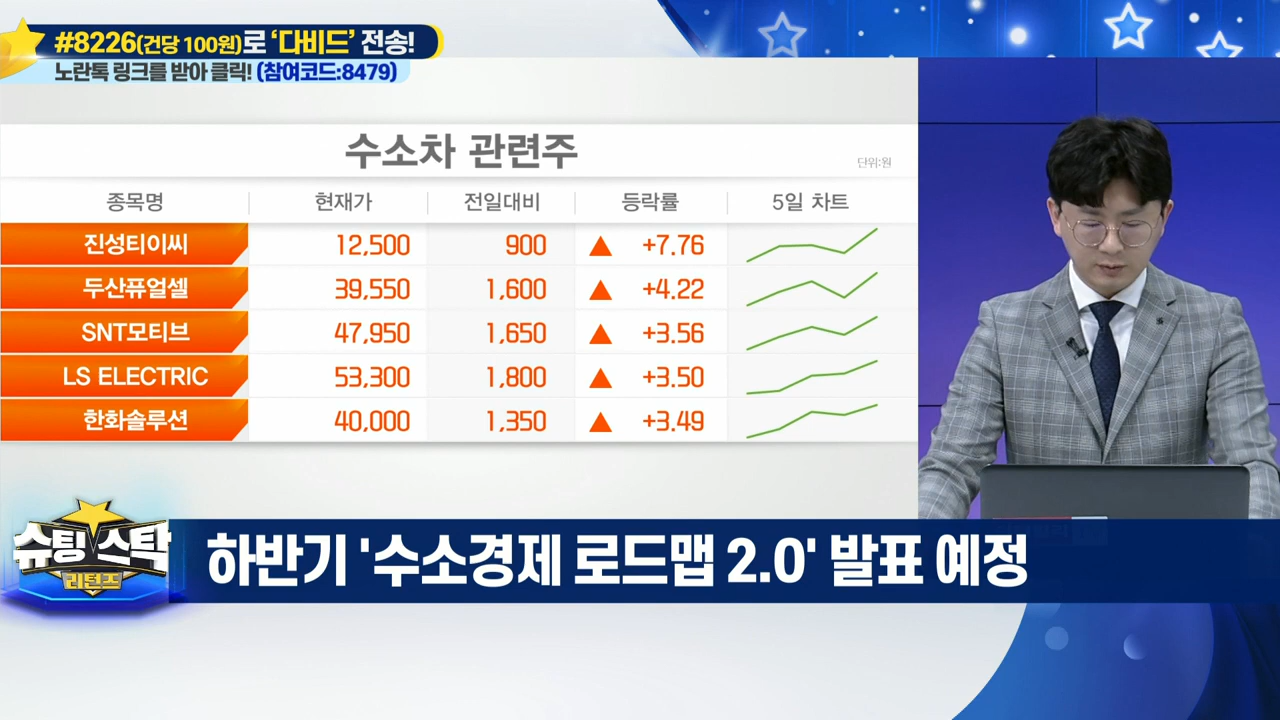 #8226(건당 100원)로 '다비드' 전송!
노란톡 링크를 받아 클릭! (참여코드:8479)
수소차 관련주
단위:원
종목명 현재가 전일대비 등락률 5일 차트
진성티이씨 12,500 900 ▲ +7.76
두산퓨얼셀 39,550 1,600 ▲ +4.22
SNT모티브 47,950 1,650 ▲ +3.56
LS ELECTRIC 53,300 1,800 ▲ +3.50
한화솔루션 40,000 1,350 ▲ +3.49
슈팅스탁
리턴즈
하반기 '수소경제 로드맵 2.0' 발표 예정